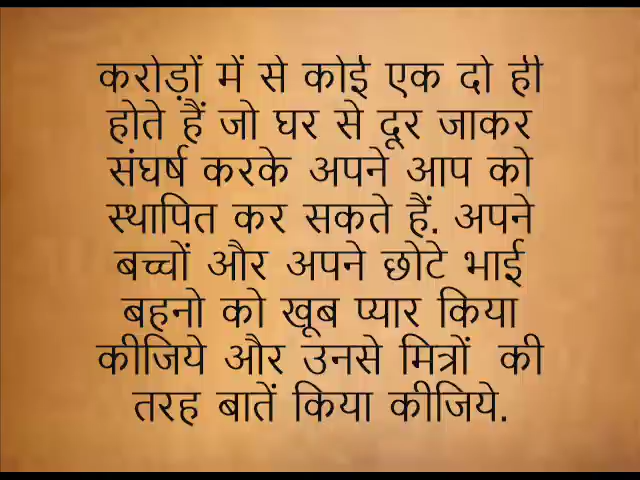 करोड़ों में से कोई एक दो ही
होते हैं जो घर से दूर जाकर
संघर्ष करके अपने आप को
स्थापित कर सकते हैं. अपने
बच्चों और अपने छोटे भाई
बहनो को खूब प्यार किया
कीजिये और उनसे मित्रों की
तरह बातें किया कीजिये.